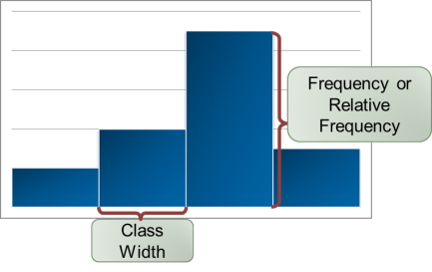 Frequency or
Relative
Frequency
Class
Width